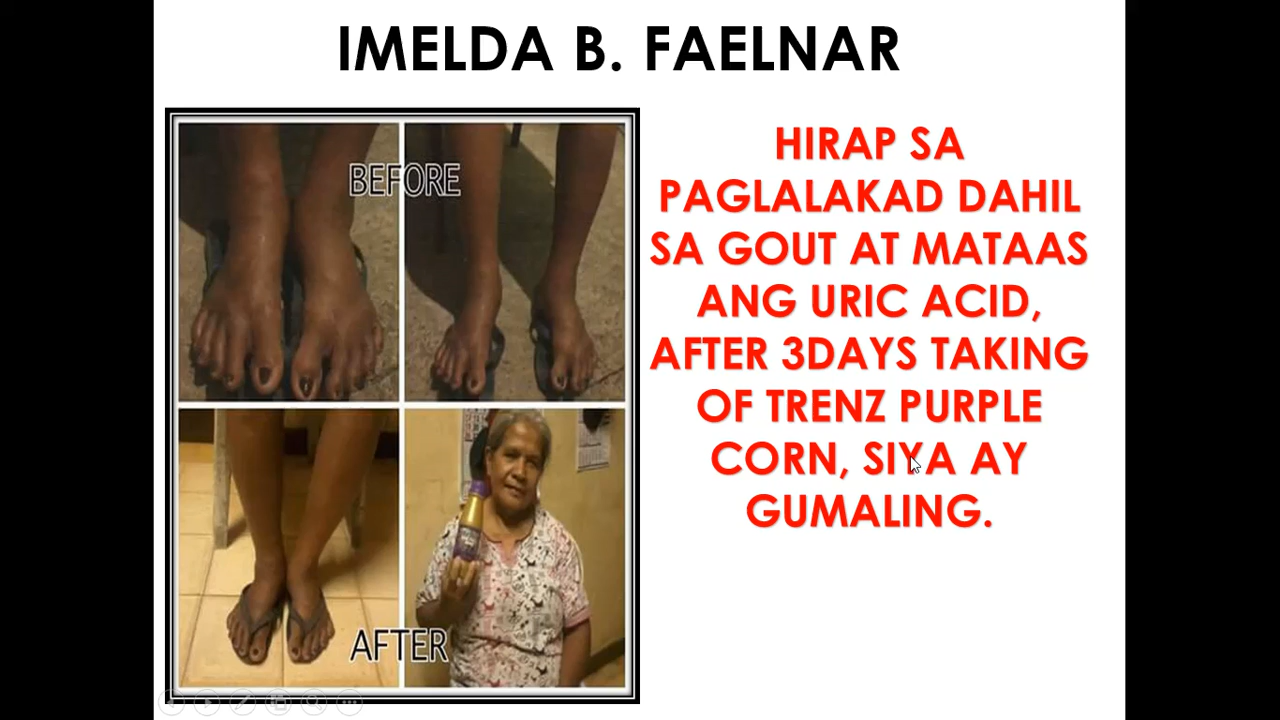 IMELDA B. FAELNAR
BEFORE
AFTER
HIRAP SA
PAGLALAKAD DAHIL
SA GOUT AT MATAAS
ANG URIC ACID,
AFTER 3DAYS TAKING
OF TRENZ PURPLE
CORN, SIYA AY
GUMALING.